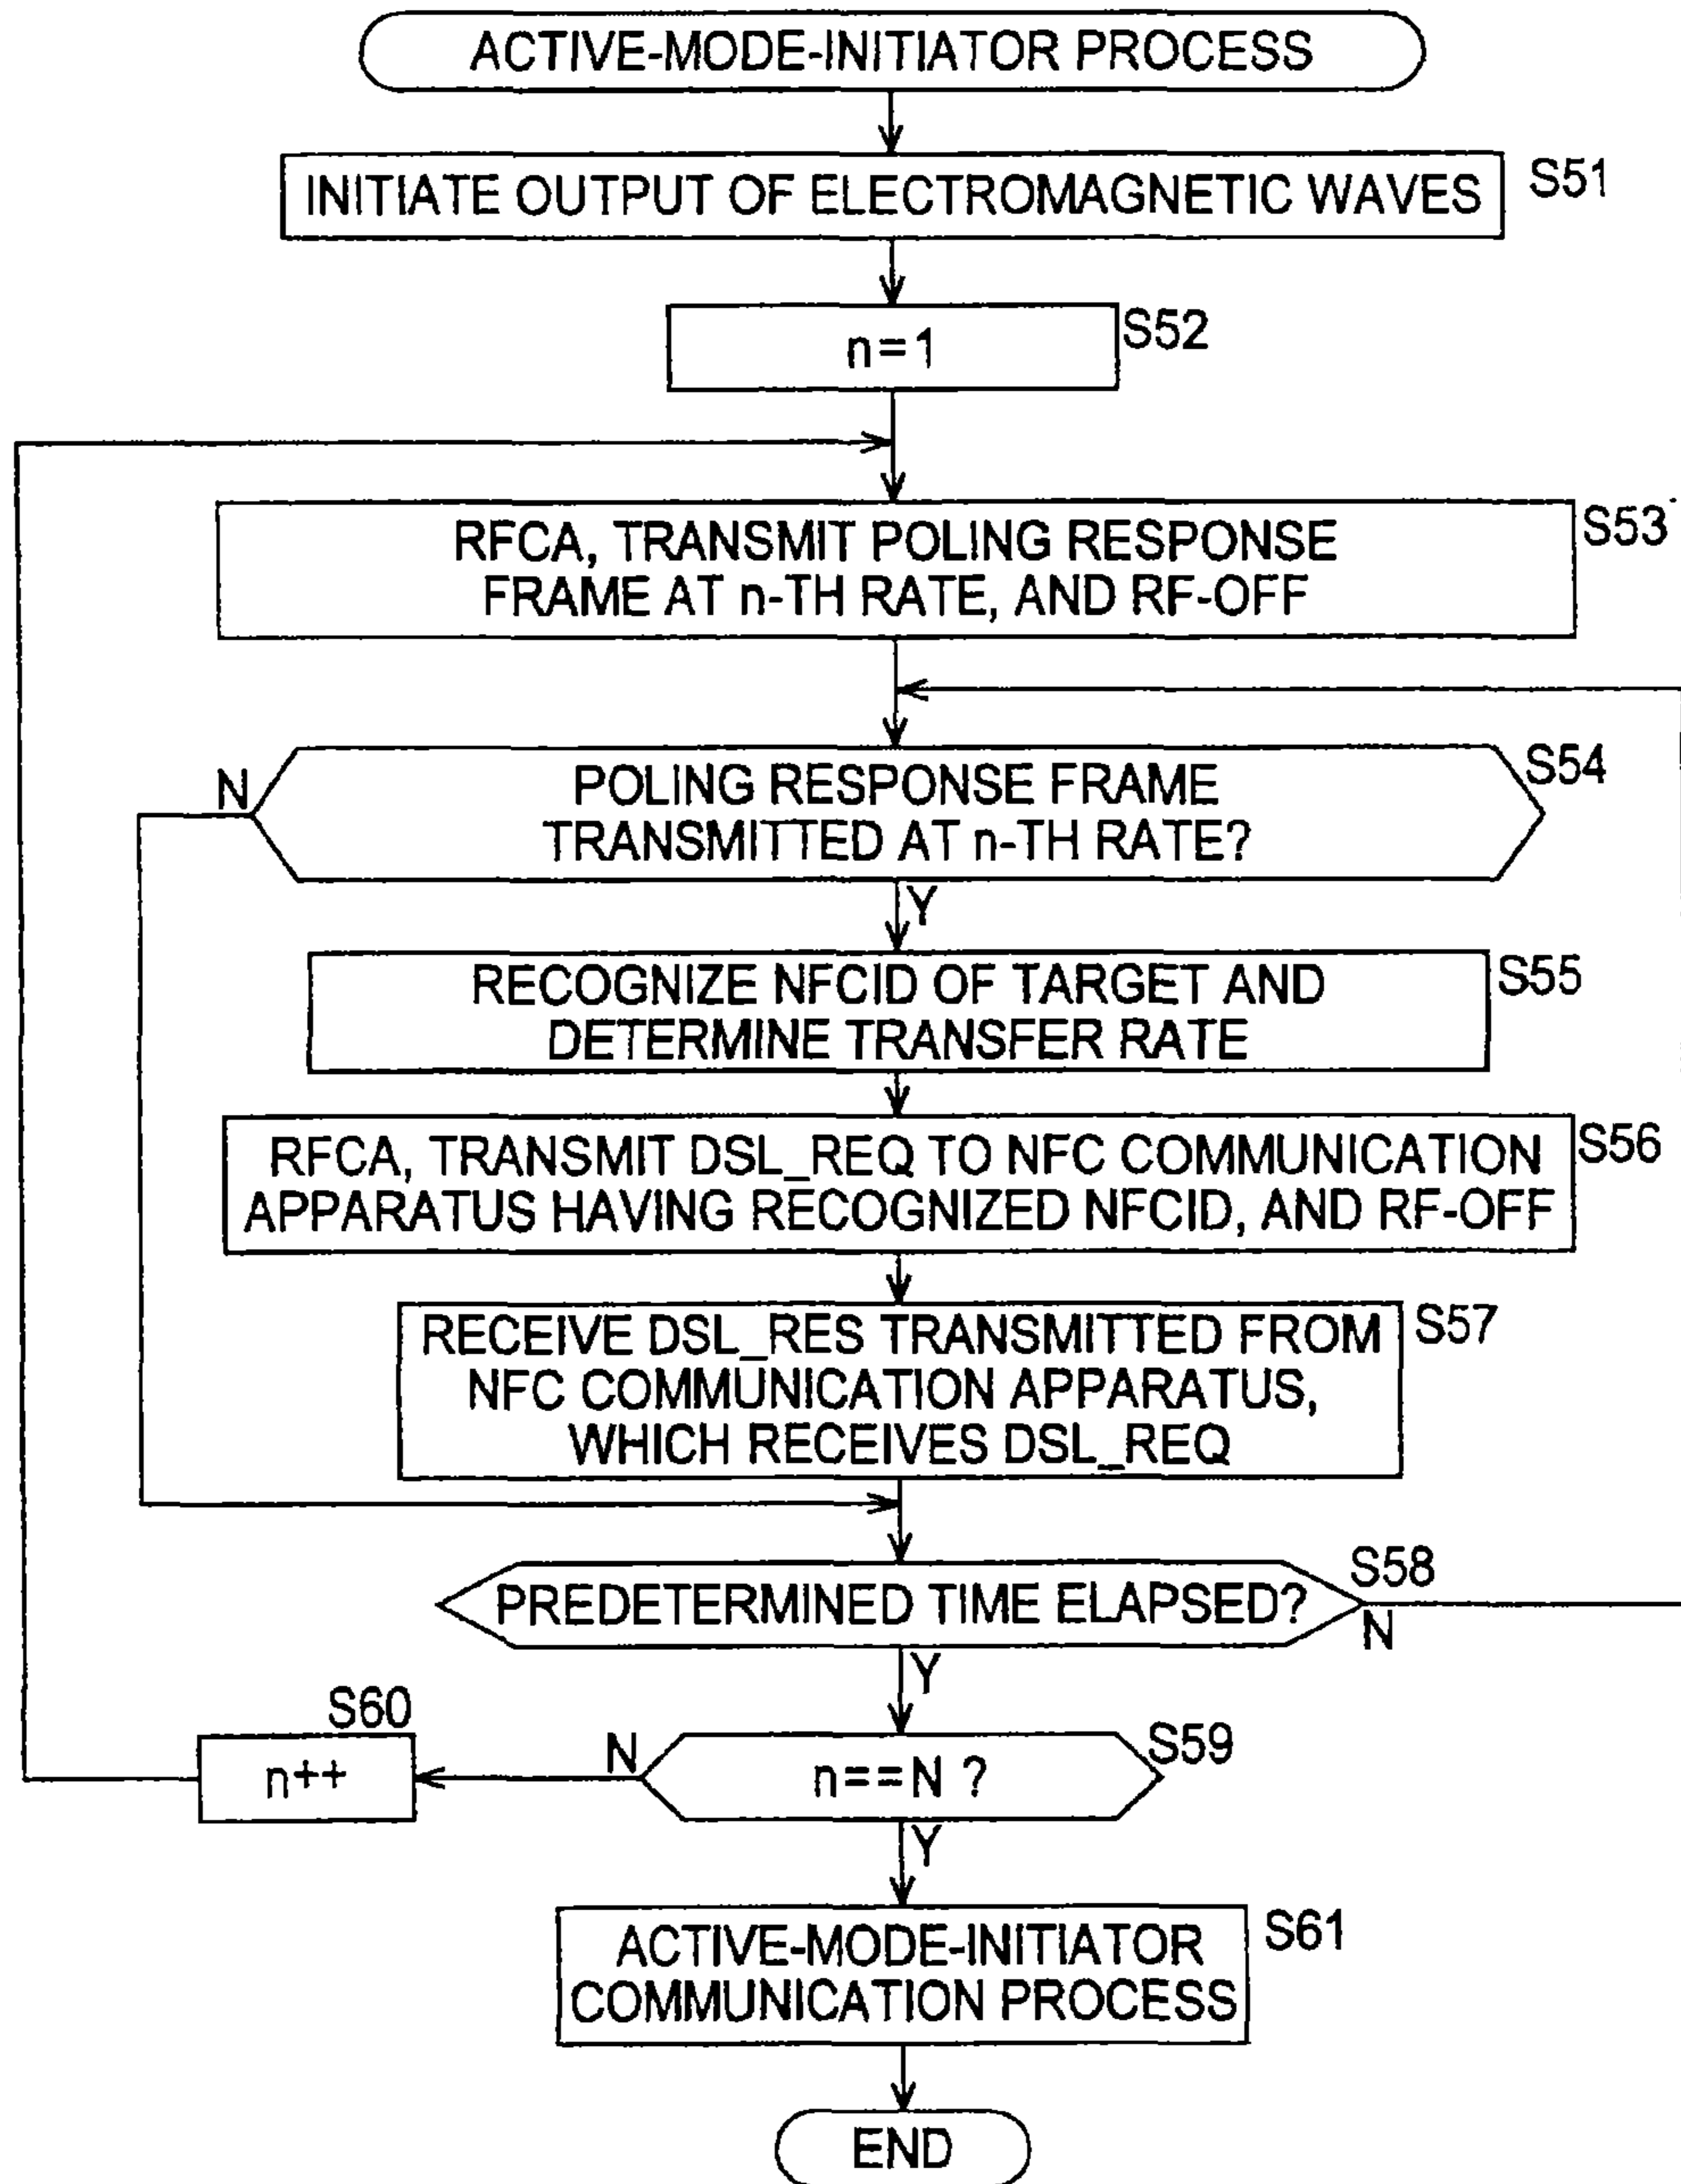 ACTIVE-MODE-INITIATOR PROCESS
INITIATE OUTPUT OF ELECTROMAGNETIC WAVES
S51
n=1
S52
RFCA, TRANSMIT POLING RESPONSE
FRAME AT n-TH RATE, AND RF-OFF
S53
N
POLING RESPONSE FRAME
TRANSMITTED AT n-TH RATE?
S54
Y
RECOGNIZE NFCID OF TARGET AND
DETERMINE TRANSFER RATE
S55
RFCA, TRANSMIT DSL_REQ TO NFC COMMUNICATION
APPARATUS HAVING RECOGNIZED NFCID, AND RF-OFF
S56
RECEIVE DSL_RES TRANSMITTED FROM
NFC COMMUNICATION APPARATUS,
WHICH RECEIVES DSL_REQ
S57
PREDETERMINED TIME ELAPSED?
S58
N
Y
S60
n++
N
n==N ?
S59
Y
ACTIVE-MODE-INITIATOR
COMMUNICATION PROCESS
S61
END